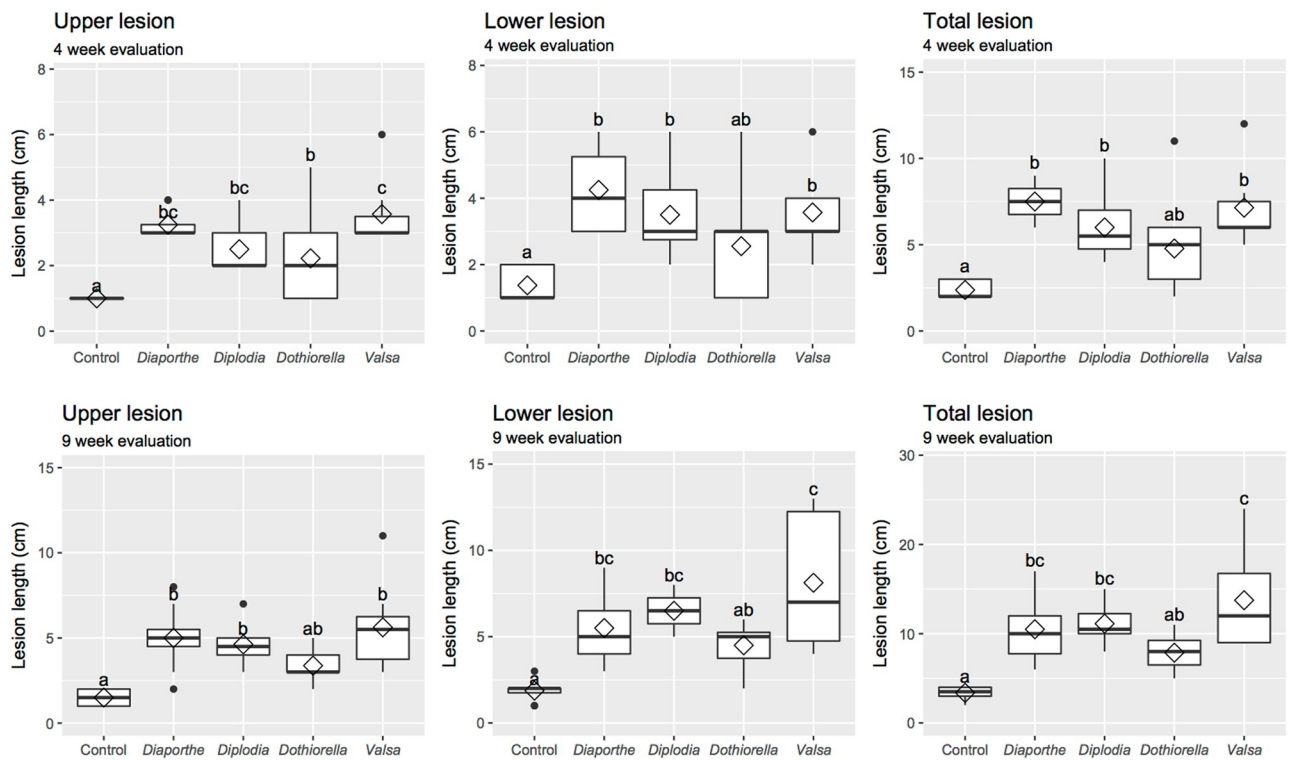 Upper lesion
4 week evaluation
Lesion length (cm)
8
6
4
2
0
a
bc
bc
b
c
Control Diaporthe Diplodia Dothiorella Valsa
Lower lesion
4 week evaluation
Lesion length (cm)
8
6
4
2
0
a
b
b
ab
b
Control Diaporthe Diplodia Dothiorella Valsa
Total lesion
4 week evaluation
Lesion length (cm)
15
10
5
0
a
b
b
ab
b
Control Diaporthe Diplodia Dothiorella Valsa
Upper lesion
9 week evaluation
Lesion length (cm)
15
10
5
0
a
b
b
ab
b
Control Diaporthe Diplodia Dothiorella Valsa
Lower lesion
9 week evaluation
Lesion length (cm)
15
10
5
0
a
bc
bc
ab
c
Control Diaporthe Diplodia Dothiorella Valsa
Total lesion
9 week evaluation
Lesion length (cm)
30
20
10
0
a
bc
bc
ab
c
Control Diaporthe Diplodia Dothiorella Valsa